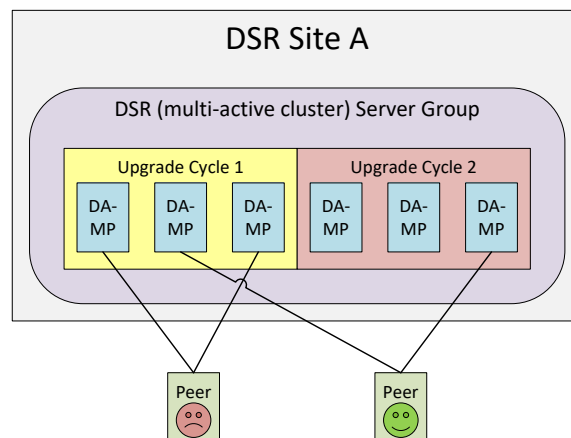 DSR Site A
DSR (multi-active cluster) Server Group
Upgrade Cycle 1
Upgrade Cycle 2
DA-
MP
DA-
MP
DA-
MP
DA-
MP
DA-
MP
DA-
MP
Peer
Peer